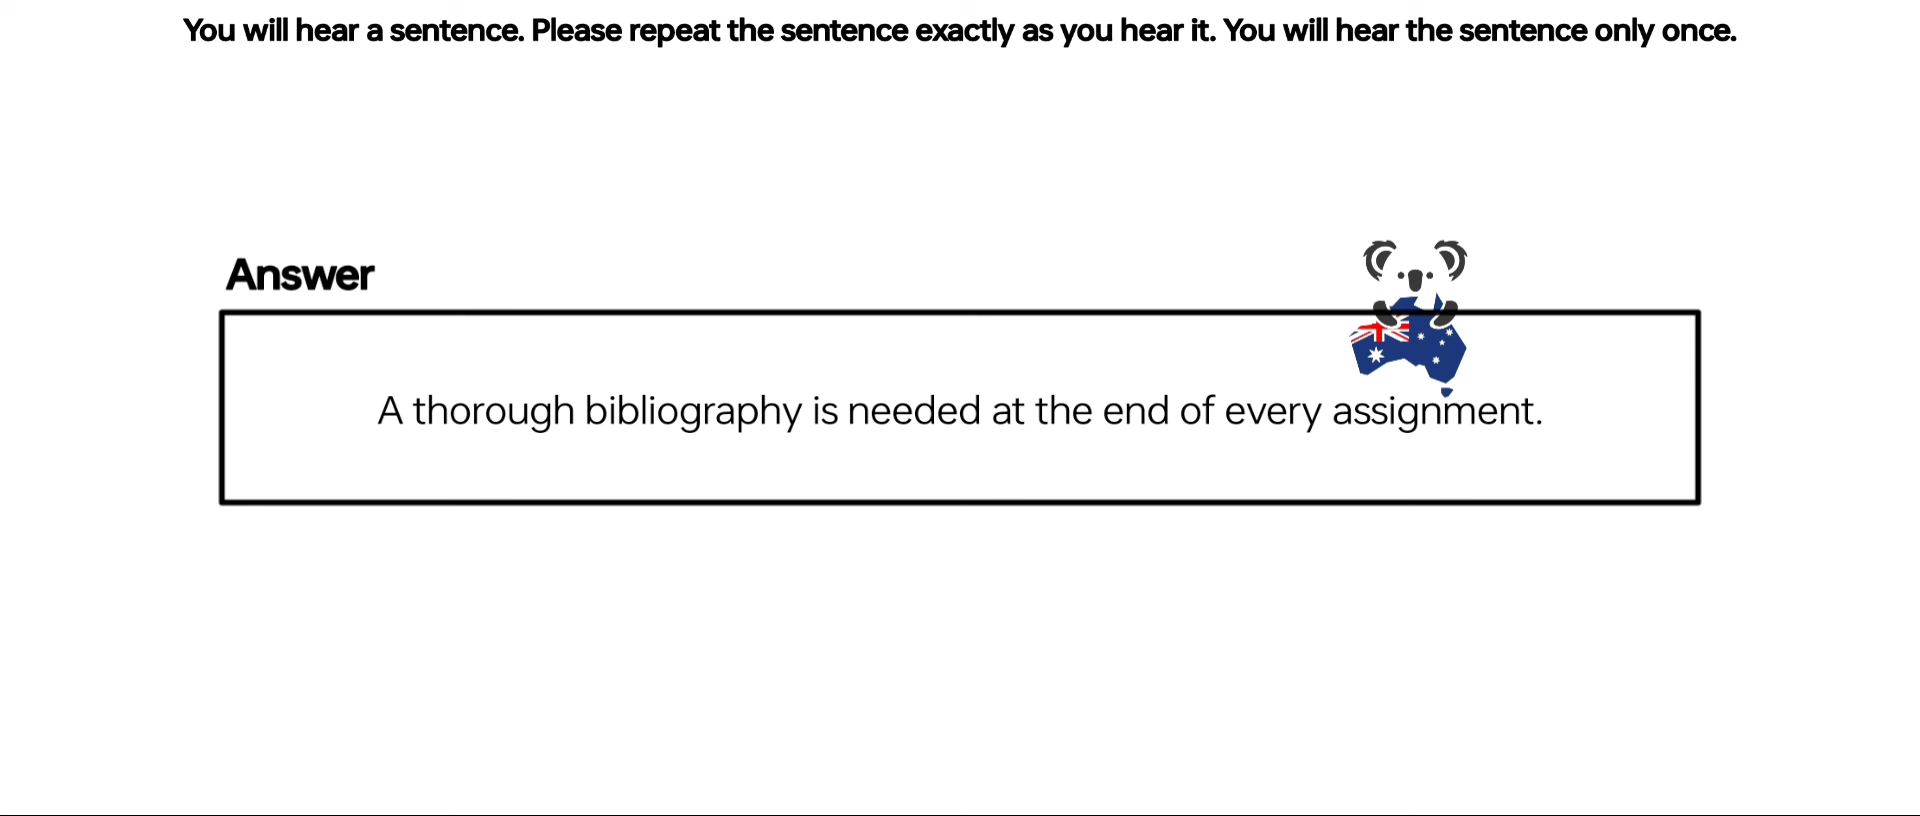 You will hear a sentence. Please repeat the sentence exactly as you hear it. You will hear the sentence only once.
Answer
A thorough bibliography is needed at the end of every assignment.